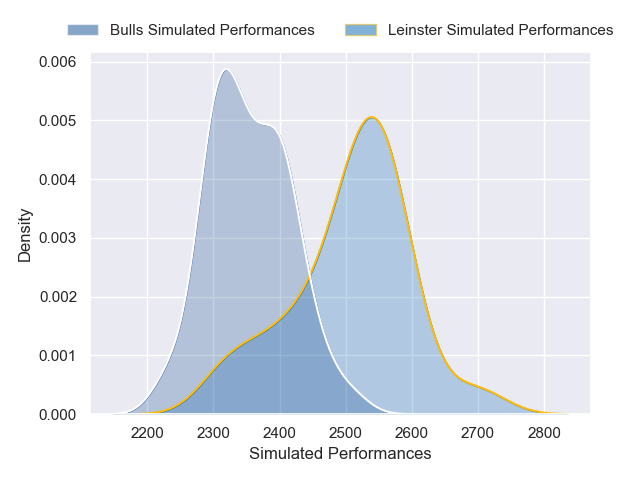 Bulls Simulated Performances
Leinster Simulated Performances
0.006
0.005
0.004
0.003
0.002
0.001
0.000
Density
2200 2300 2400 2500 2600 2700 2800
Simulated Performances